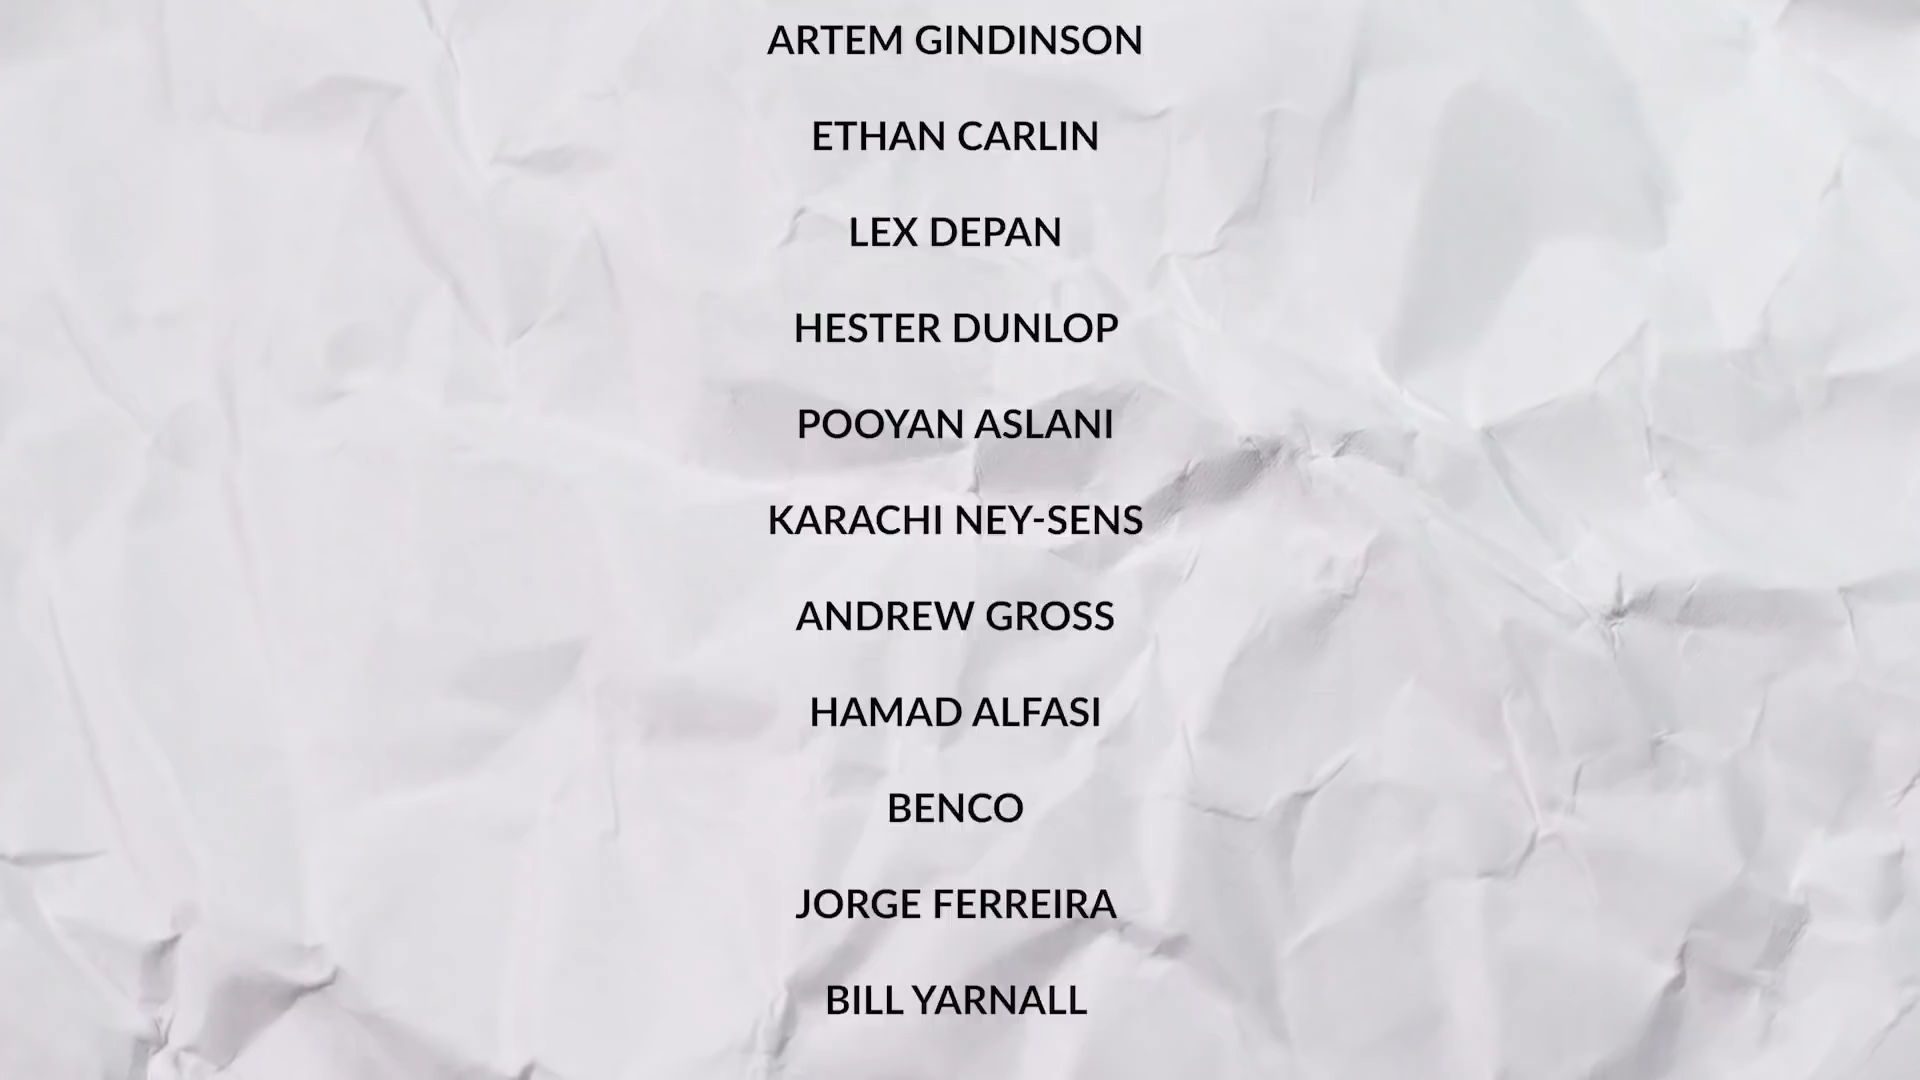 ARTEM GINDINSON
ETHAN CARLIN
LEX DEPAN
HESTER DUNLOP
POOYAN ASLANI
KARACHI NEY-SENS
ANDREW GROSS
HAMAD ALFASI
BENCO
JORGE FERREIRA
BILL YARNALL